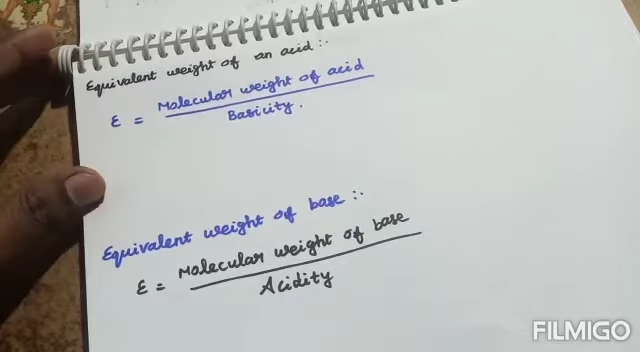 Equivalent weight of an acid :-
E = Molecular weight of acid
Basicity.
Equivalent weight of base :-
E = Molecular weight of base
Acidity
FILMIGO